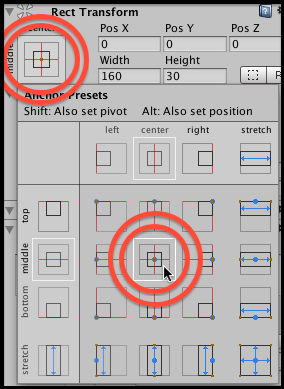 Rect Transform
center
Pos X Pos Y Pos Z
0 0 0
middle
Width Height
160 30
R
Anchor Presets
Shift: Also set pivot Alt: Also set position
left center right stretch
top
middle
bottom
stretch